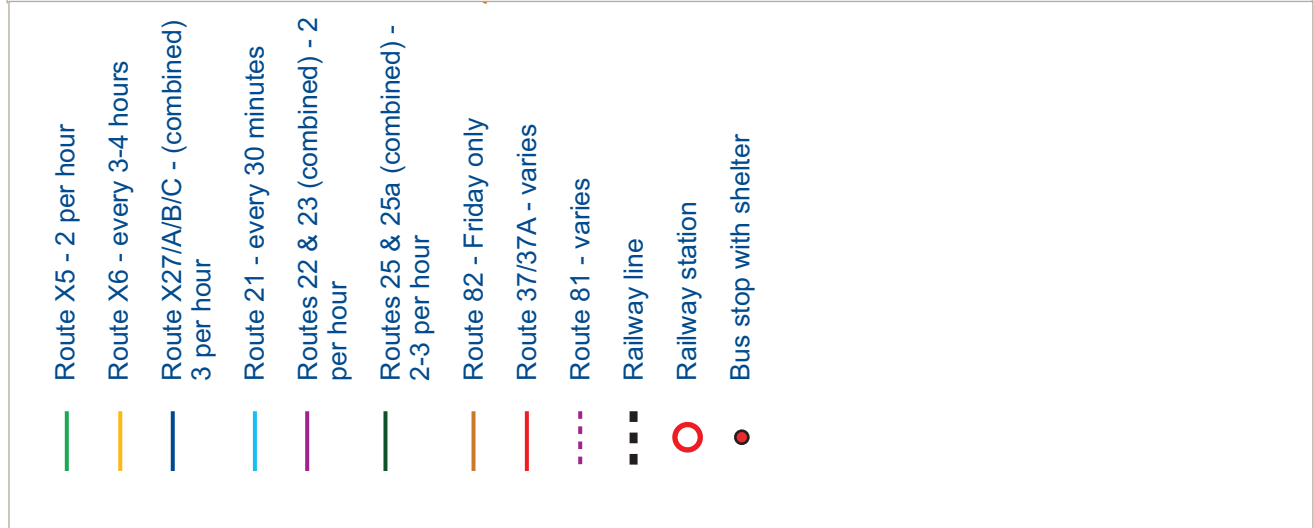 Route X5 - 2 per hour
Route X6 - every 3-4 hours
Route X27/A/B/C - (combined)
3 per hour
Route 21 - every 30 minutes
Routes 22 & 23 (combined) - 2
per hour
Routes 25 & 25a (combined) -
2-3 per hour
Route 82 - Friday only
Route 37/37A - varies
Route 81 - varies
Railway line
Railway station
Bus stop with shelter